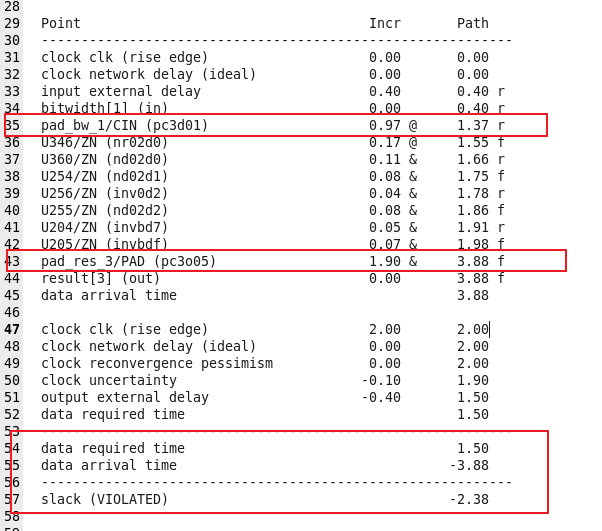 28
29 Point Incr Path
30 -----------------------------------------------------------
31 clock clk (rise edge) 0.00 0.00
32 clock network delay (ideal) 0.00 0.00
33 input external delay 0.40 0.40 r
34 bitwidth[1] (in) 0.00 0.40 r
35 pad_bw_1/CIN (pc3d01) 0.97 @ 1.37 r
36 U346/ZN (nr02d0) 0.17 @ 1.55 f
37 U360/ZN (nd02d0) 0.11 & 1.66 r
38 U254/ZN (nd02d1) 0.08 & 1.75 f
39 U256/ZN (inv0d2) 0.04 & 1.78 r
40 U255/ZN (nd02d2) 0.08 & 1.86 f
41 U204/ZN (invbd7) 0.05 & 1.91 r
42 U205/ZN (invbdf) 0.07 & 1.98 f
43 pad_res_3/PAD (pc3o05) 1.90 & 3.88 f
44 result[3] (out) 0.00 3.88 f
45 data arrival time 3.88
46
47 clock clk (rise edge) 2.00 2.00
48 clock network delay (ideal) 0.00 2.00
49 clock reconvergence pessimism 0.00 2.00
50 clock uncertainty -0.10 1.90
51 output external delay -0.40 1.50
52 data required time 1.50
53 -----------------------------------------------------------
54 data required time 1.50
55 data arrival time -3.88
56 -----------------------------------------------------------
57 slack (VIOLATED) -2.38
58